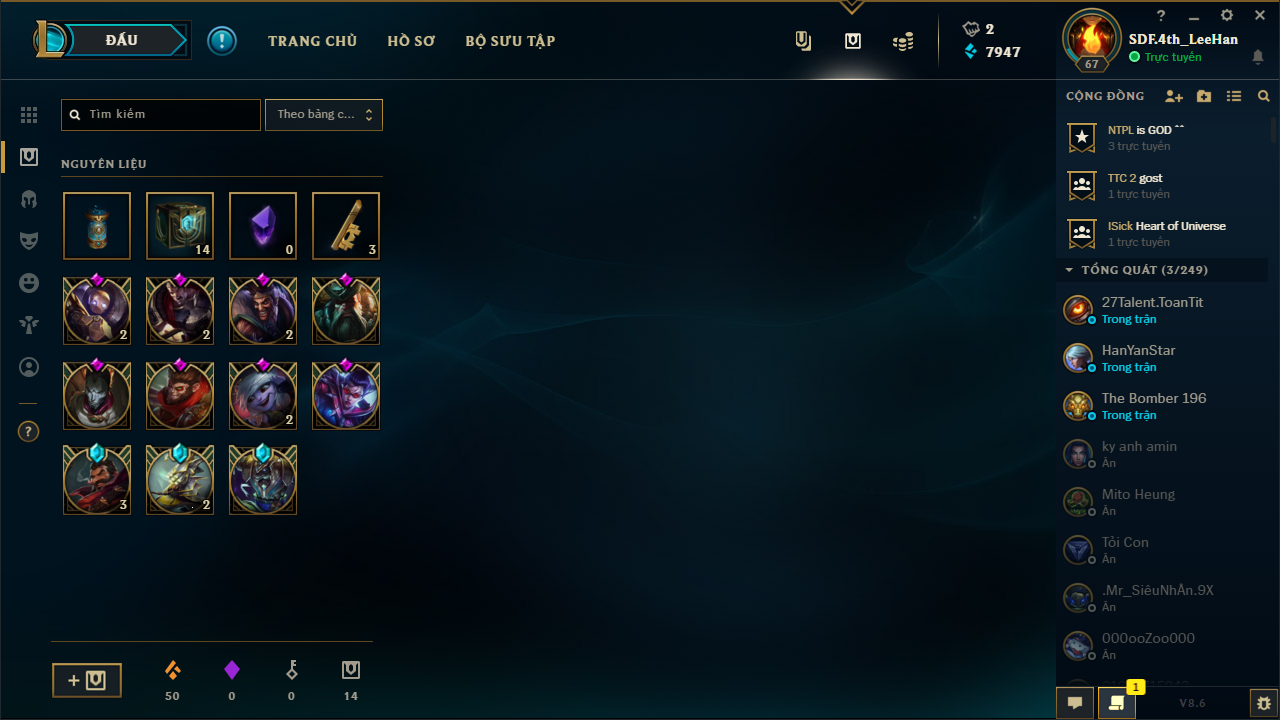 ĐẤU
!
TRANG CHỦ
HỒ SƠ
BỘ SƯU TẬP
2
7947
?
SDF.4th_LeeHan
Trực tuyến
67
Tìm kiếm
Theo bảng c...
NGUYÊN LIỆU
14
0
3
2
2
2
2
3
2
?
50
0
0
14
CỘNG ĐỒNG
NTPL is GOD ^^
3 trực tuyến
TTC 2 gost
1 trực tuyến
ISick Heart of Universe
1 trực tuyến
TỔNG QUÁT (3/249)
27Talent.ToanTit
Trong trận
HanYanStar
Trong trận
The Bomber 196
Trong trận
ky anh amin
Ẩn
Mito Heung
Ẩn
Tỏi Con
Ẩn
.Mr_SiêuNhÂn.9X
Ẩn
000ooZoo000
Ẩn
1
V8.6